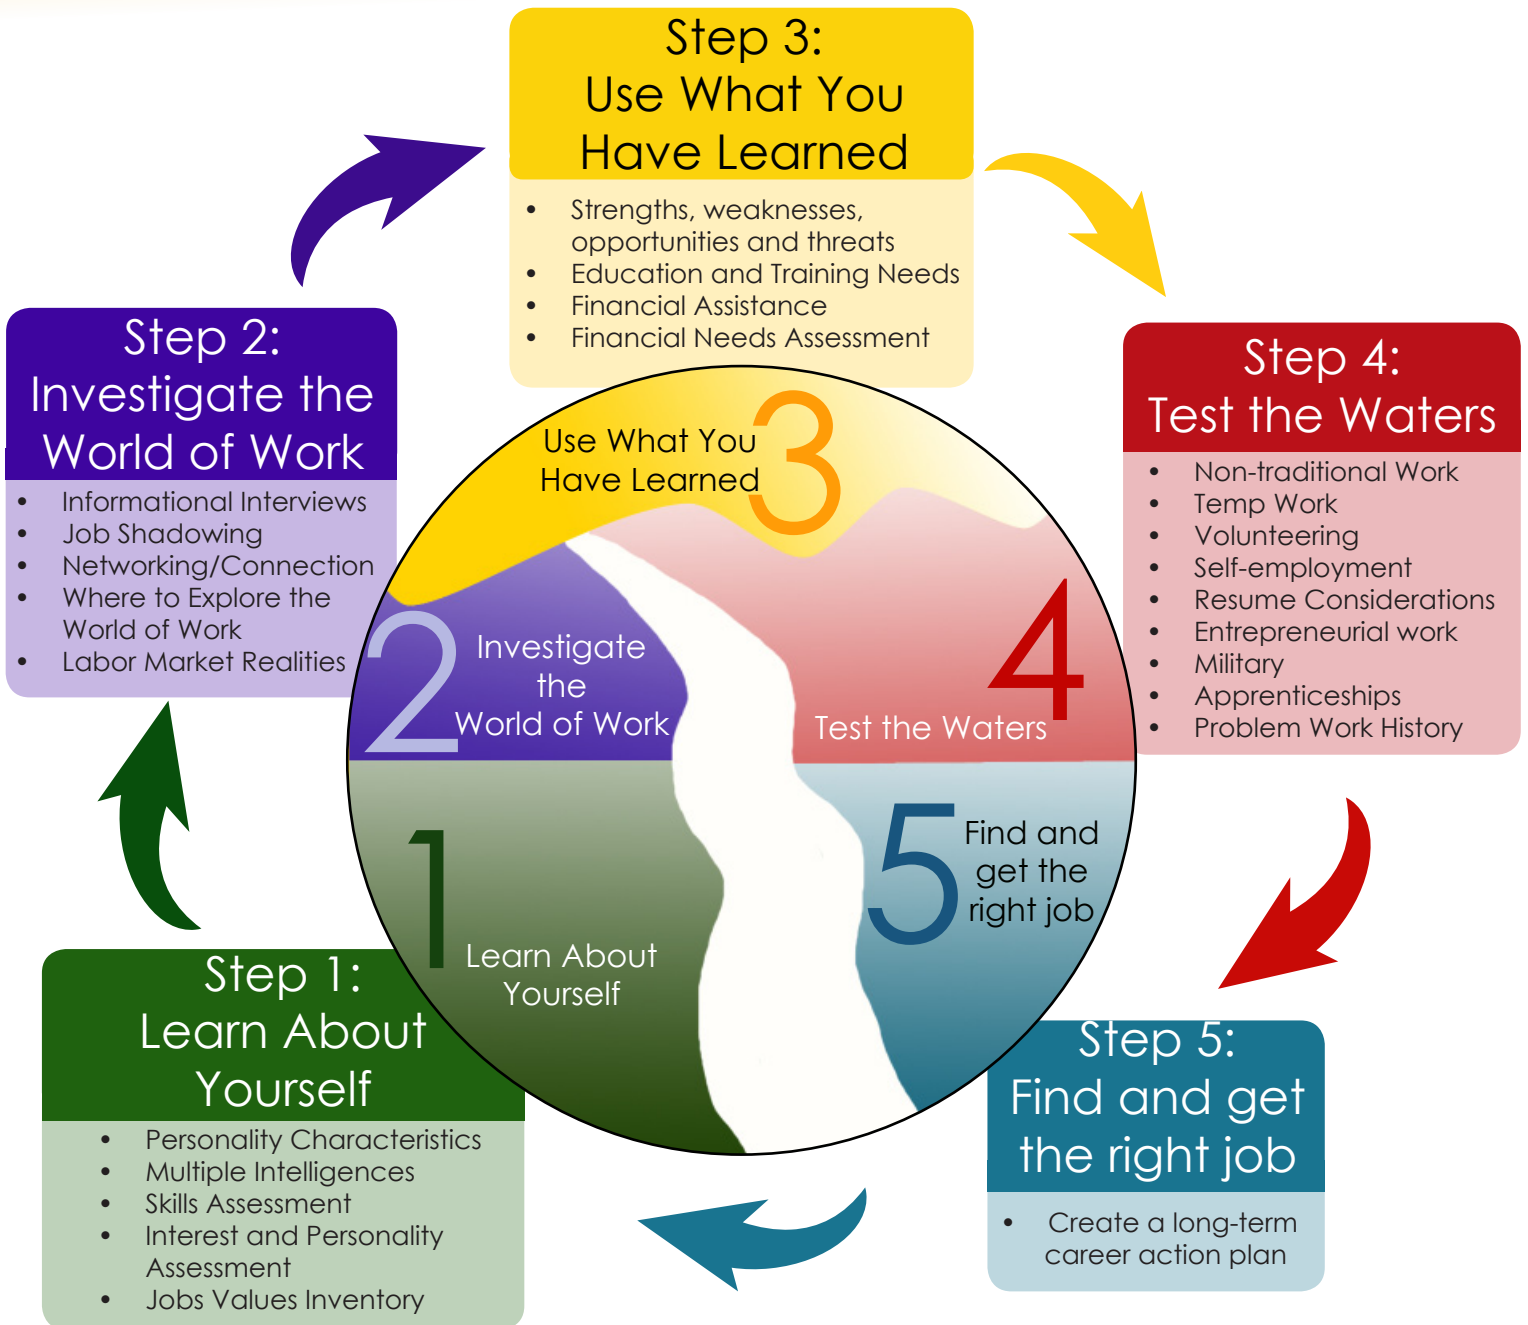 Step 3:
Use What You
Have Learned
• Strengths, weaknesses,
opportunities and threats
• Education and Training Needs
• Financial Assistance
• Financial Needs Assessment
Step 2:
Investigate the
World of Work
• Informational Interviews
• Job Shadowing
• Networking/Connection
• Where to Explore the
World of Work
• Labor Market Realities
Step 4:
Test the Waters
• Non-traditional Work
• Temp Work
• Volunteering
• Self-employment
• Resume Considerations
• Entrepreneurial work
• Military
• Apprenticeships
• Problem Work History
3
Use What You
Have Learned
2
Investigate
the
World of Work
4
Test the Waters
1
Learn About
Yourself
5
Find and
get the
right job
Step 1:
Learn About
Yourself
• Personality Characteristics
• Multiple Intelligences
• Skills Assessment
• Interest and Personality
Assessment
• Jobs Values Inventory
Step 5:
Find and get
the right job
• Create a long-term
career action plan